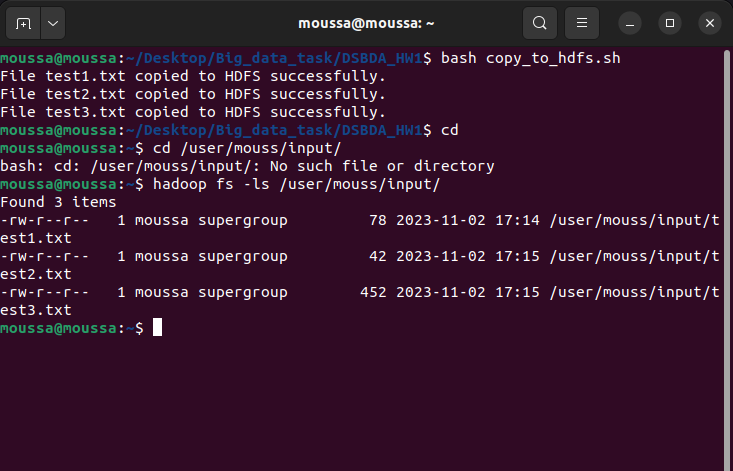 moussa@moussa: ~
moussa@moussa:~/Desktop/Big_data_task/DSBDA_HW1$ bash copy_to_hdfs.sh
File test1.txt copied to HDFS successfully.
File test2.txt copied to HDFS successfully.
File test3.txt copied to HDFS successfully.
moussa@moussa:~/Desktop/Big_data_task/DSBDA_HW1$ cd
moussa@moussa:~$ cd /user/mouss/input/
bash: cd: /user/mouss/input/: No such file or directory
moussa@moussa:~$ hadoop fs -ls /user/mouss/input/
Found 3 items
-rw-r--r--   1 moussa supergroup         78 2023-11-02 17:14 /user/mouss/input/t
est1.txt
-rw-r--r--   1 moussa supergroup         42 2023-11-02 17:15 /user/mouss/input/t
est2.txt
-rw-r--r--   1 moussa supergroup        452 2023-11-02 17:15 /user/mouss/input/t
est3.txt
moussa@moussa:~$